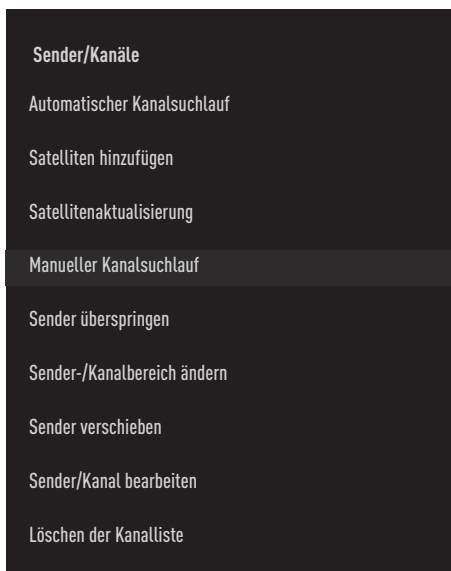 Sender/Kanäle
Automatischer Kanalsuchlauf
Satelliten hinzufügen
Satellitenaktualisierung
Manueller Kanalsuchlauf
Sender überspringen
Sender-/Kanalbereich ändern
Sender verschieben
Sender/Kanal bearbeiten
Löschen der Kanalliste